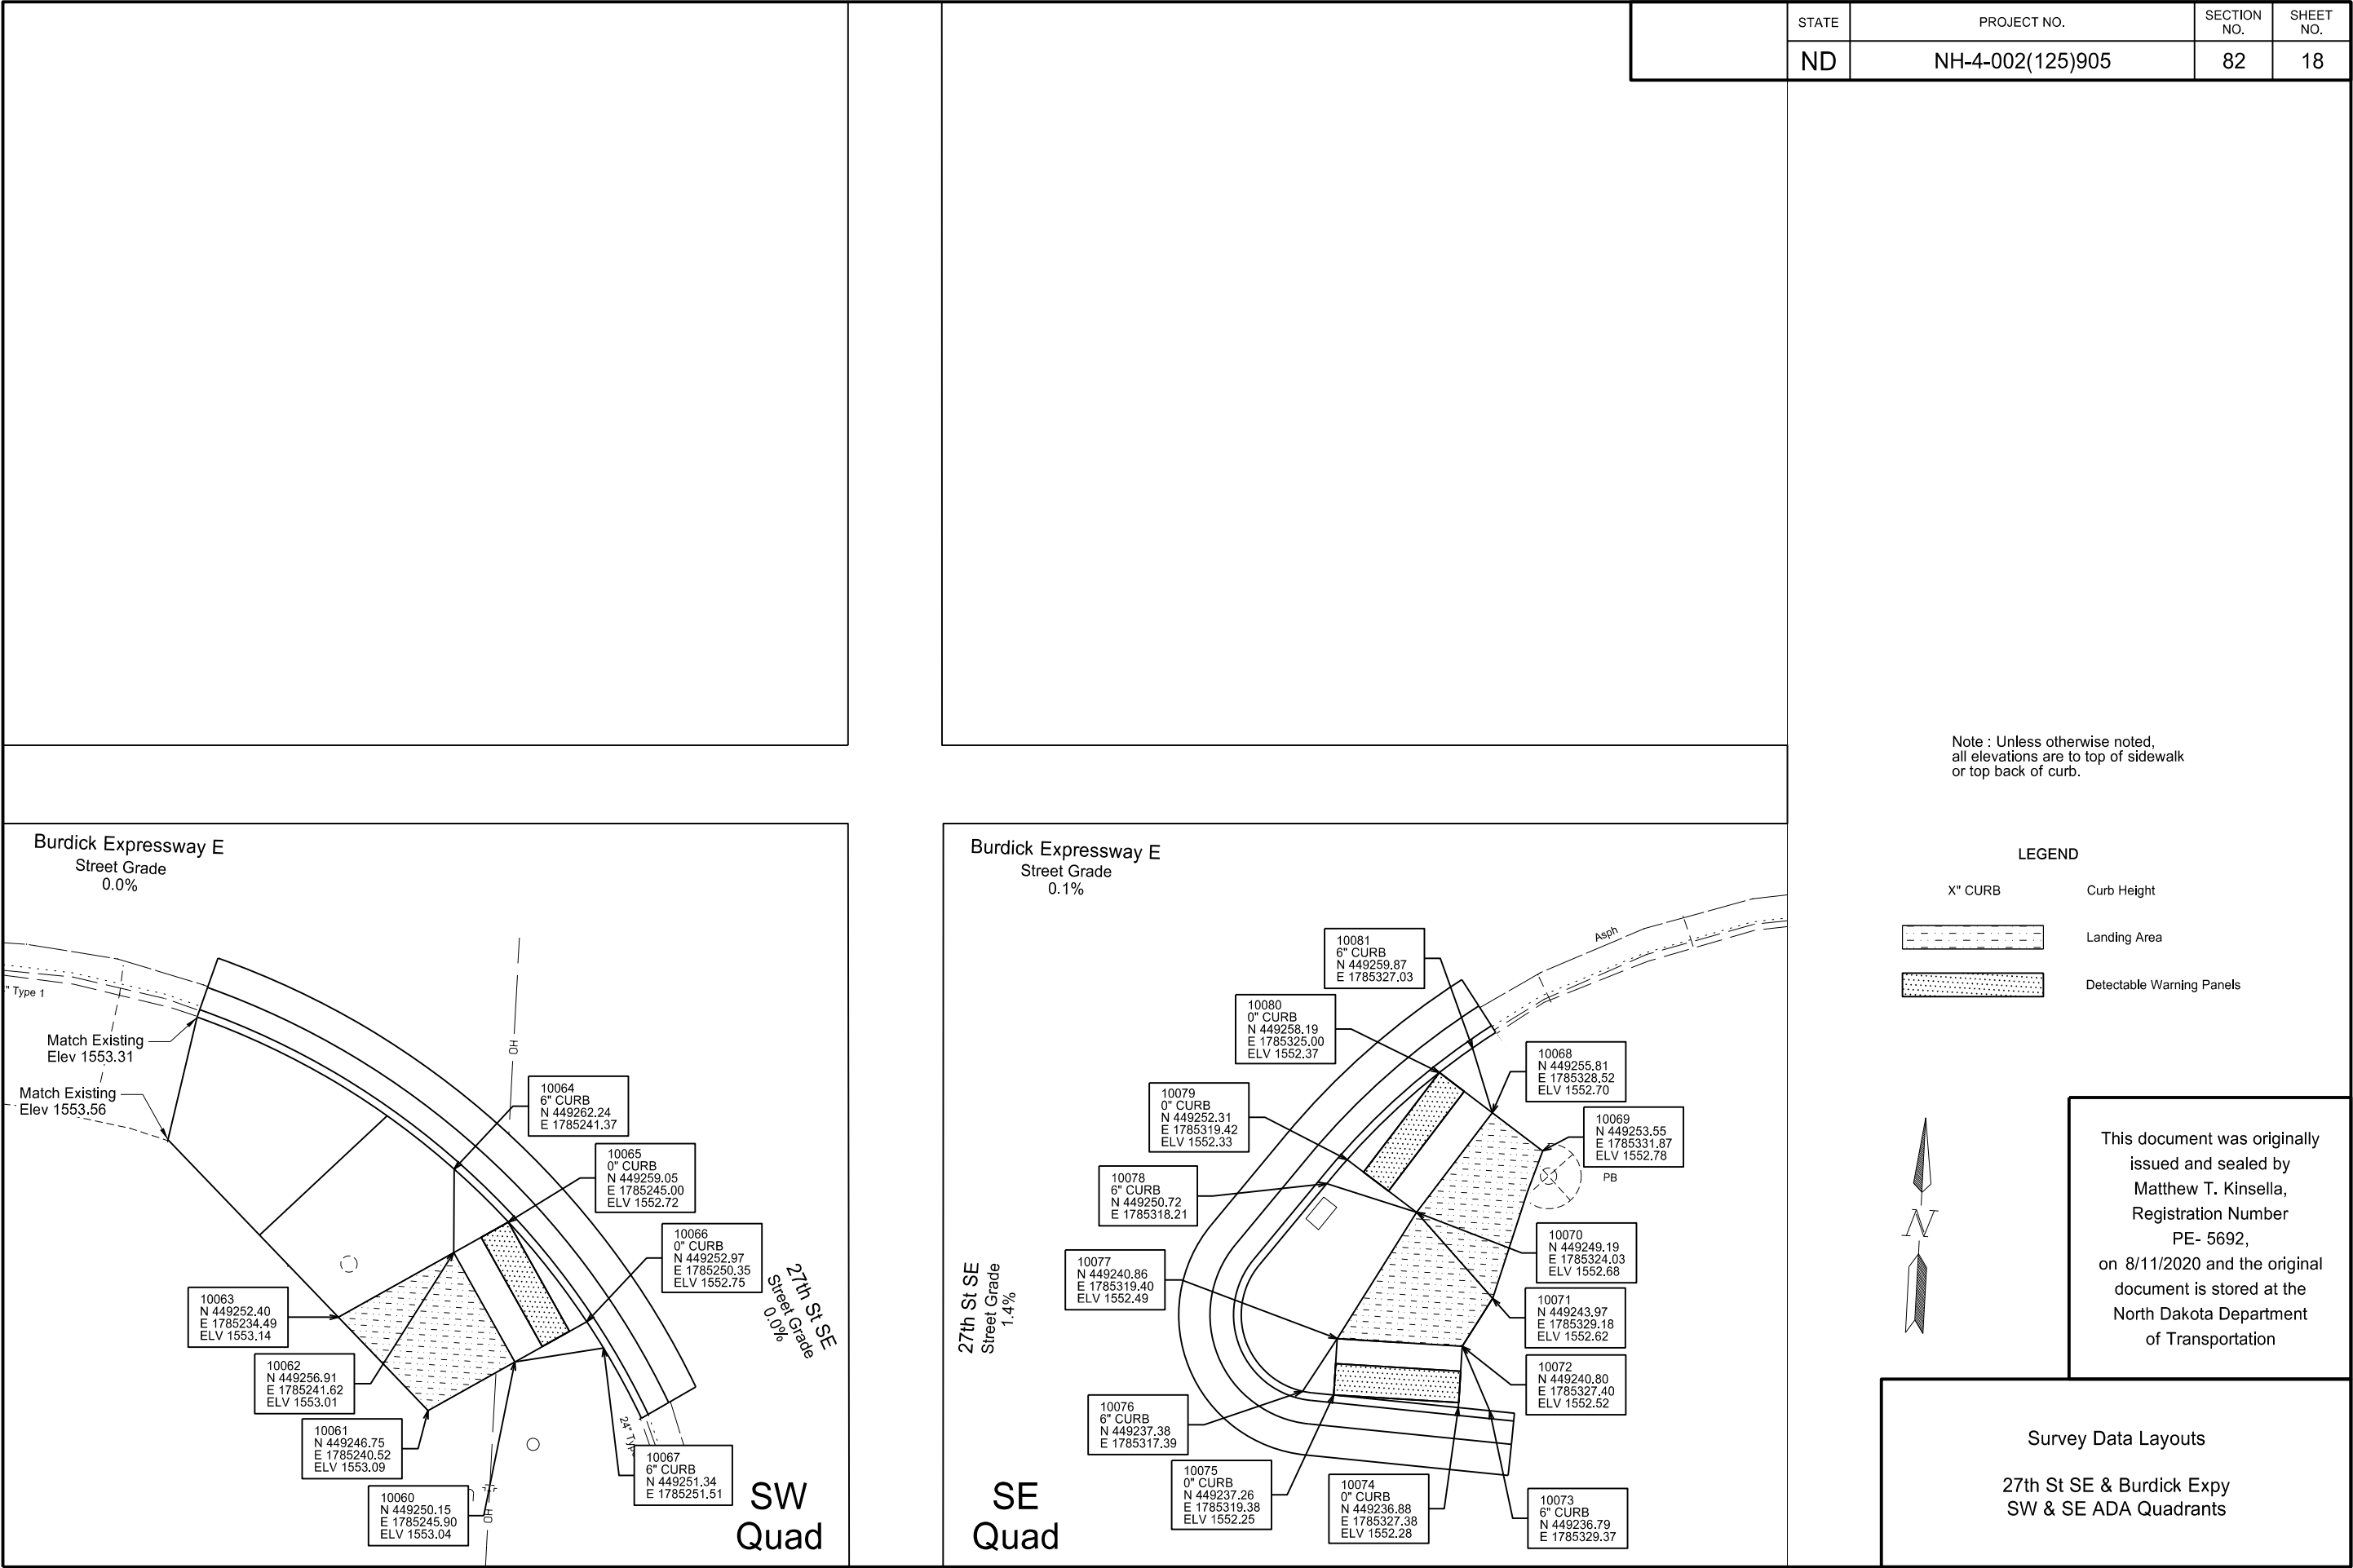 STATE
PROJECT NO.
SECTION
NO.
SHEET
NO.
ND
NH-4-002(125)905
82
18
Note : Unless otherwise noted,
all elevations are to top of sidewalk
or top back of curb.
LEGEND
X" CURB
Curb Height
Landing Area
Detectable Warning Panels
Burdick Expressway E
Street Grade
0.0%
" Type 1
Match Existing
Elev 1553.31
Match Existing
Elev 1553.56
OH
10064
6" CURB
N 449262.24
E 1785241.37
10065
0" CURB
N 449259.05
E 1785245.00
ELV 1552.72
10066
0" CURB
N 449252.97
E 1785250.35
ELV 1552.75
27th St SE
Street Grade
0.0%
10063
N 449252.40
E 1785234.49
ELV 1553.14
10062
N 449256.91
E 1785241.62
ELV 1553.01
10061
N 449246.75
E 1785240.52
ELV 1553.09
10060
N 449250.15
E 1785245.90
ELV 1553.04
OH
24" Typ
10067
6" CURB
N 449251.34
E 1785251.51
SW
Quad
Burdick Expressway E
Street Grade
0.1%
Asph
10081
6" CURB
N 449259.87
E 1785327.03
10080
0" CURB
N 449258.19
E 1785325.00
ELV 1552.37
10068
N 449255.81
E 1785328.52
ELV 1552.70
10079
0" CURB
N 449252.31
E 1785319.42
ELV 1552.33
10069
N 449253.55
E 1785331.87
ELV 1552.78
PB
10078
6" CURB
N 449250.72
E 1785318.21
10070
N 449249.19
E 1785324.03
ELV 1552.68
10077
N 449240.86
E 1785319.40
ELV 1552.49
10071
N 449243.97
E 1785329.18
ELV 1552.62
27th St SE
Street Grade
1.4%
10072
N 449240.80
E 1785327.40
ELV 1552.52
10076
6" CURB
N 449237.38
E 1785317.39
10075
0" CURB
N 449237.26
E 1785319.38
ELV 1552.25
10074
0" CURB
N 449236.88
E 1785327.38
ELV 1552.28
10073
6" CURB
N 449236.79
E 1785329.37
SE
Quad
N
This document was originally
issued and sealed by
Matthew T. Kinsella,
Registration Number
PE- 5692,
on 8/11/2020 and the original
document is stored at the
North Dakota Department
of Transportation
Survey Data Layouts
27th St SE & Burdick Expy
SW & SE ADA Quadrants